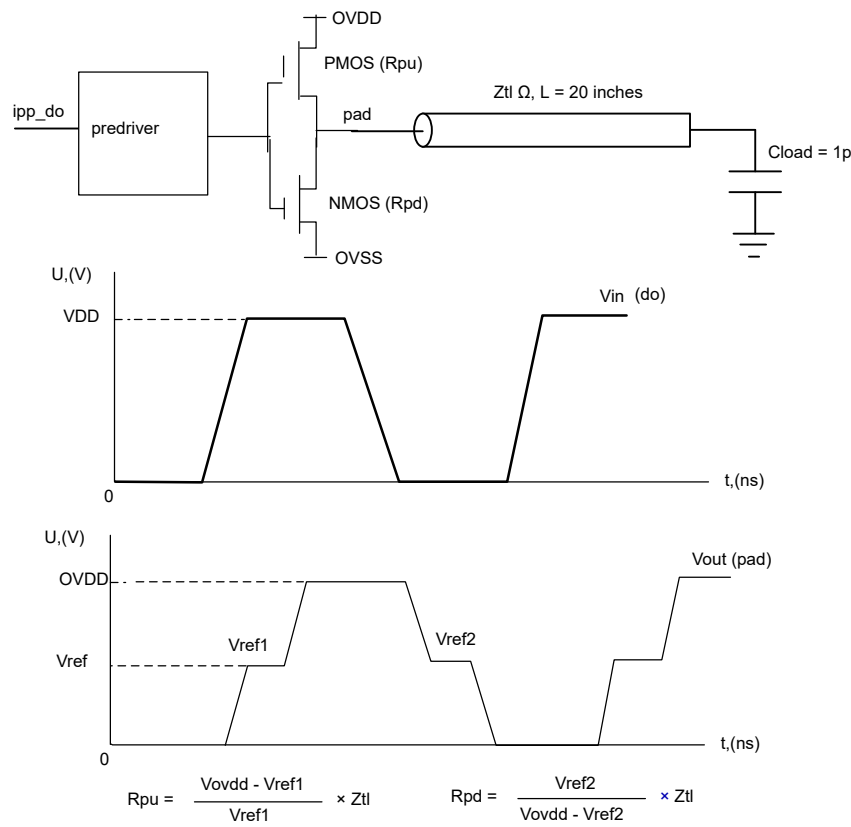 OVDD
PMOS (Rpu)
Ztl Ω, L = 20 inches
ipp_do
predriver
pad
Cload = 1p
NMOS (Rpd)
OVSS
U,(V)
VDD
Vin (do)
t,(ns)
0
U,(V)
OVDD
Vout (pad)
Vref1
Vref2
Vref
t,(ns)
0
Rpu = Vovdd - Vref1 × Ztl
Vref1
Rpd = Vref2 × Ztl
Vovdd - Vref2